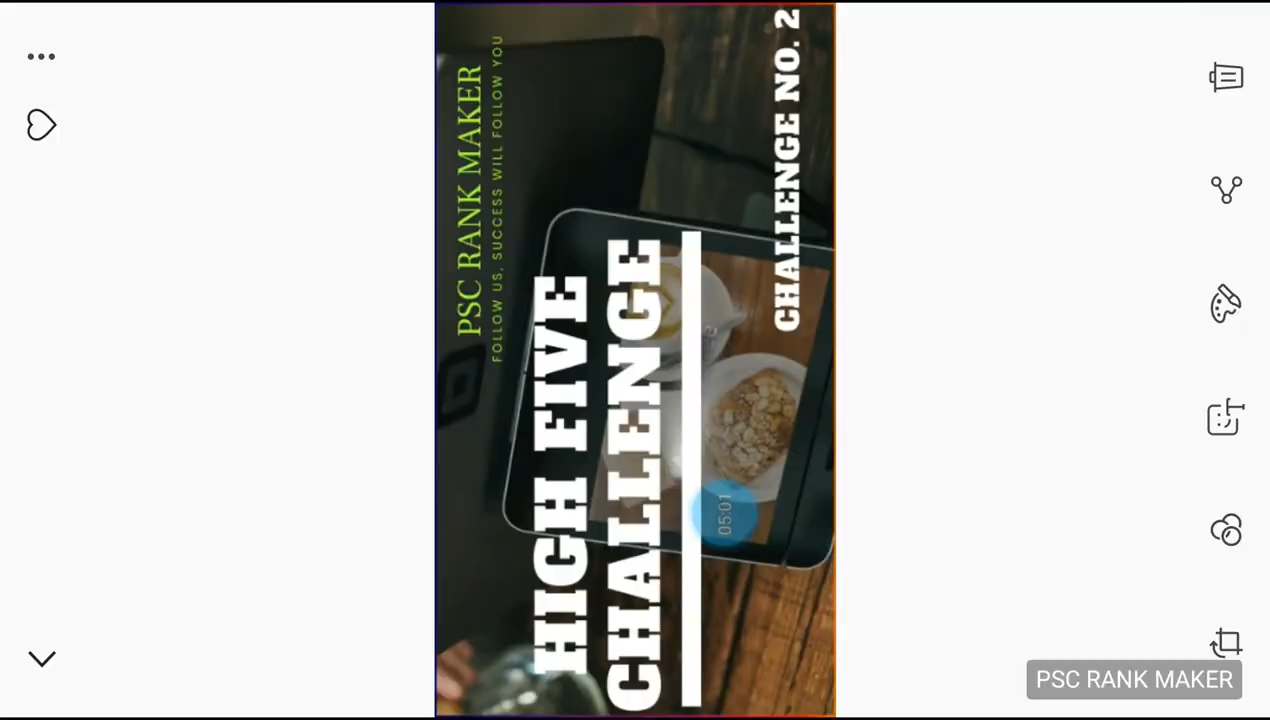 PSC RANK MAKER
FOLLOW US, SUCCESS WILL FOLLOW YOU
HIGH FIVE
CHALLENGE
05:01
CHALLENGE NO. 2
PSC RANK MAKER